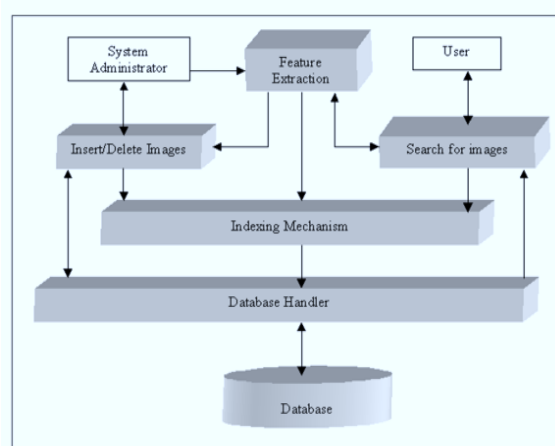 System
Administrator
Feature
Extraction
User
Insert/Delete Images
Search for images
Indexing Mechanism
Database Handler
Database